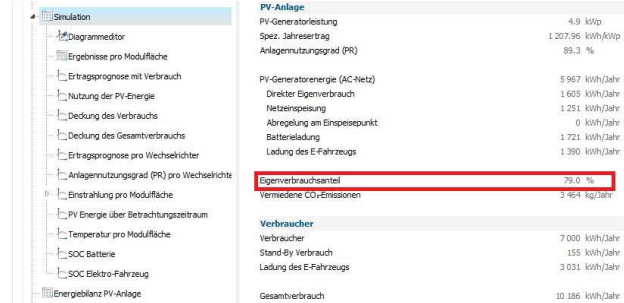 Simulation
Diagrammeditor
Ergebnisse pro Modulfläche
Ertragsprognose mit Verbrauch
Nutzung der PV-Energie
Deckung des Verbrauchs
Deckung des Gesamtverbrauchs
Ertragsprognose pro Wechselrichter
Anlagennutzungsgrad (PR) pro Wechselrichte
Einstrahlung pro Modulfläche
PV Energie über Betrachtungszeitraum
Temperatur pro Modulfläche
SOC Batterie
SOC Elektro-Fahrzeug
Energiebilanz PV-Anlage
PV-Anlage
PV-Generatorleistung 4.9 kWp
Spez. Jahresertrag 1 207.96 kWh/kWp
Anlagennutzungsgrad (PR) 89.3 %
PV-Generatorenergie (AC-Netz) 5 967 kWh/Jahr
Direkter Eigenverbrauch 1 605 kWh/Jahr
Netzeinspeisung 1 251 kWh/Jahr
Abregelung am Einspeisepunkt 0 kWh/Jahr
Batterieladung 1 721 kWh/Jahr
Ladung des E-Fahrzeugs 1 390 kWh/Jahr
Eigenverbrauchsanteil 79.0 %
Vermiedene CO₂-Emissionen 3 464 kg/Jahr
Verbraucher
Verbraucher 7 000 kWh/Jahr
Stand-By Verbrauch 155 kWh/Jahr
Ladung des E-Fahrzeugs 3 031 kWh/Jahr
Gesamtverbrauch 10 186 kWh/Jahr